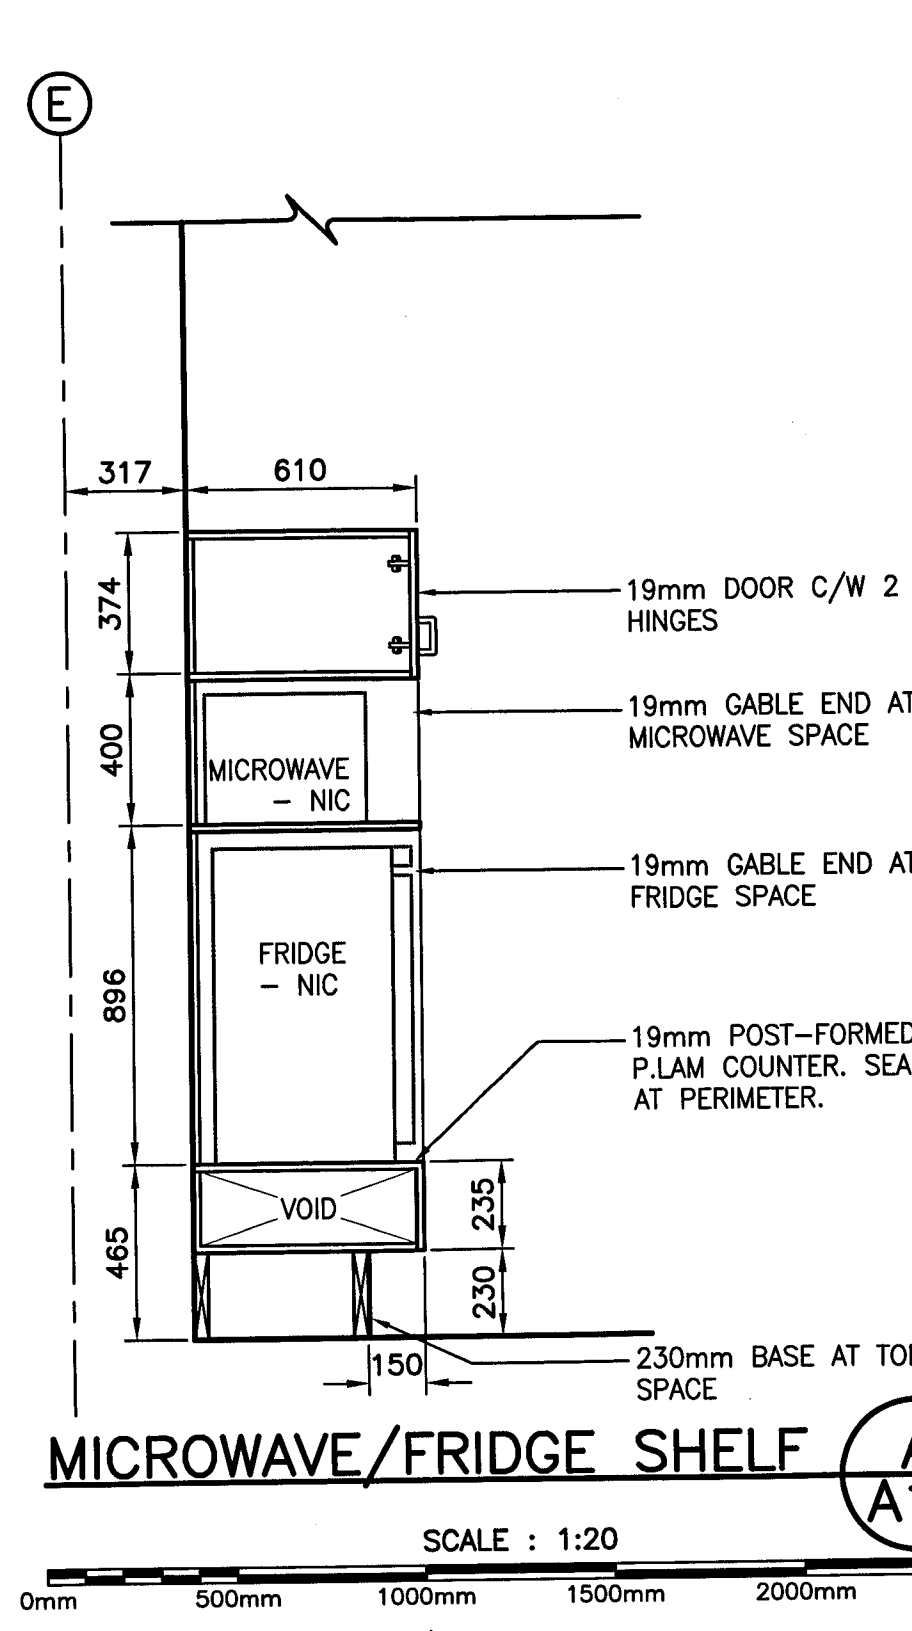 E
317
610
374
19mm DOOR C/W 2
HINGES
400
19mm GABLE END AT
MICROWAVE SPACE
MICROWAVE
- NIC
19mm GABLE END AT
FRIDGE SPACE
FRIDGE
- NIC
896
19mm POST-FORMED
P.LAM COUNTER. SEA
AT PERIMETER.
VOID
235
465
230
150
230mm BASE AT
SPACE
MICROWAVE/FRIDGE SHELF
SCALE : 1:20
0mm 500mm 1000mm 1500mm 2000mm